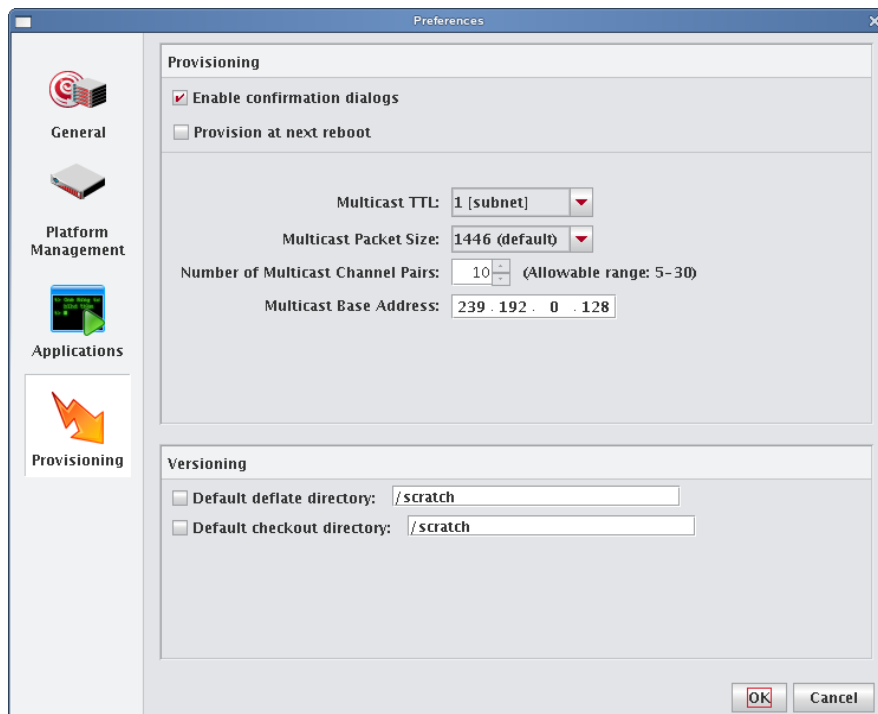 Preferences
General
Platform
Management
Applications
Provisioning
Provisioning
Enable confirmation dialogs
Provision at next reboot
Multicast TTL: 1 [subnet]
Multicast Packet Size: 1446 (default)
Number of Multicast Channel Pairs: 10 (Allowable range: 5-30)
Multicast Base Address: 239 . 192 . 0 . 128
Versioning
Default deflate directory: /scratch
Default checkout directory: /scratch
OK Cancel